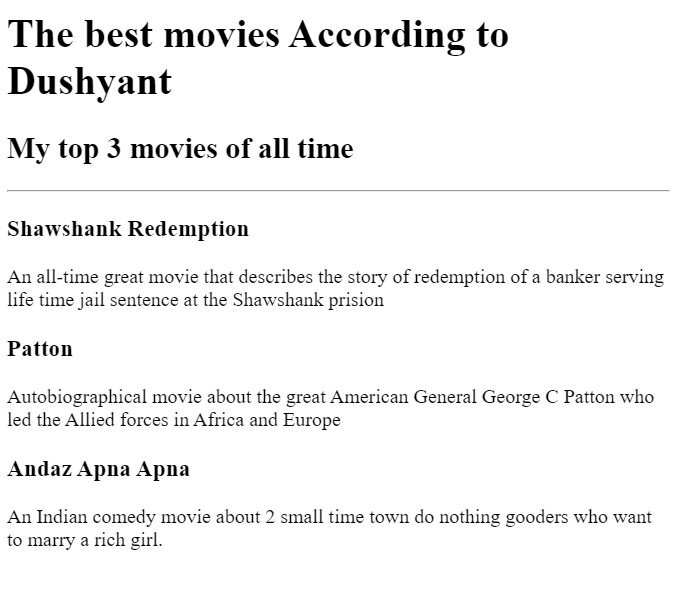 The best movies According to
Dushyant
My top 3 movies of all time
Shawshank Redemption
An all-time great movie that describes the story of redemption of a banker serving
life time jail sentence at the Shawshank prision
Patton
Autobiographical movie about the great American General George C Patton who
led the Allied forces in Africa and Europe
Andaz Apna Apna
An Indian comedy movie about 2 small time town do nothing gooders who want
to marry a rich girl.